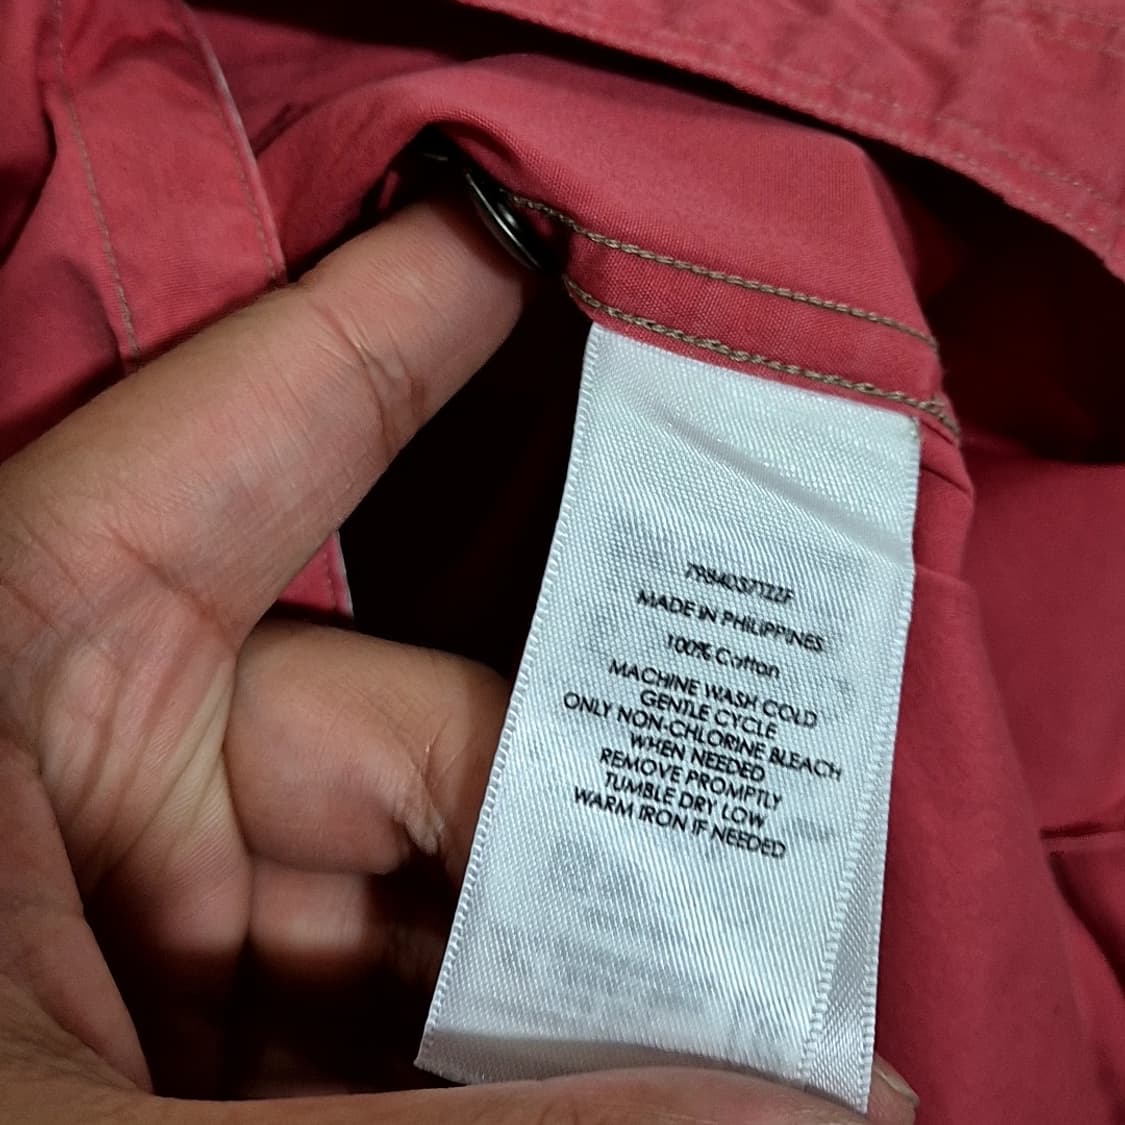 MADE IN PHILIPPINES
100% Cotton
MACHINE WASH COLD
GENTLE CYCLE
ONLY NON-CHLORINE BLEACH
WHEN NEEDED
REMOVE PROMPTLY
TUMBLE DRY LOW
WARM IRON IF NEEDED